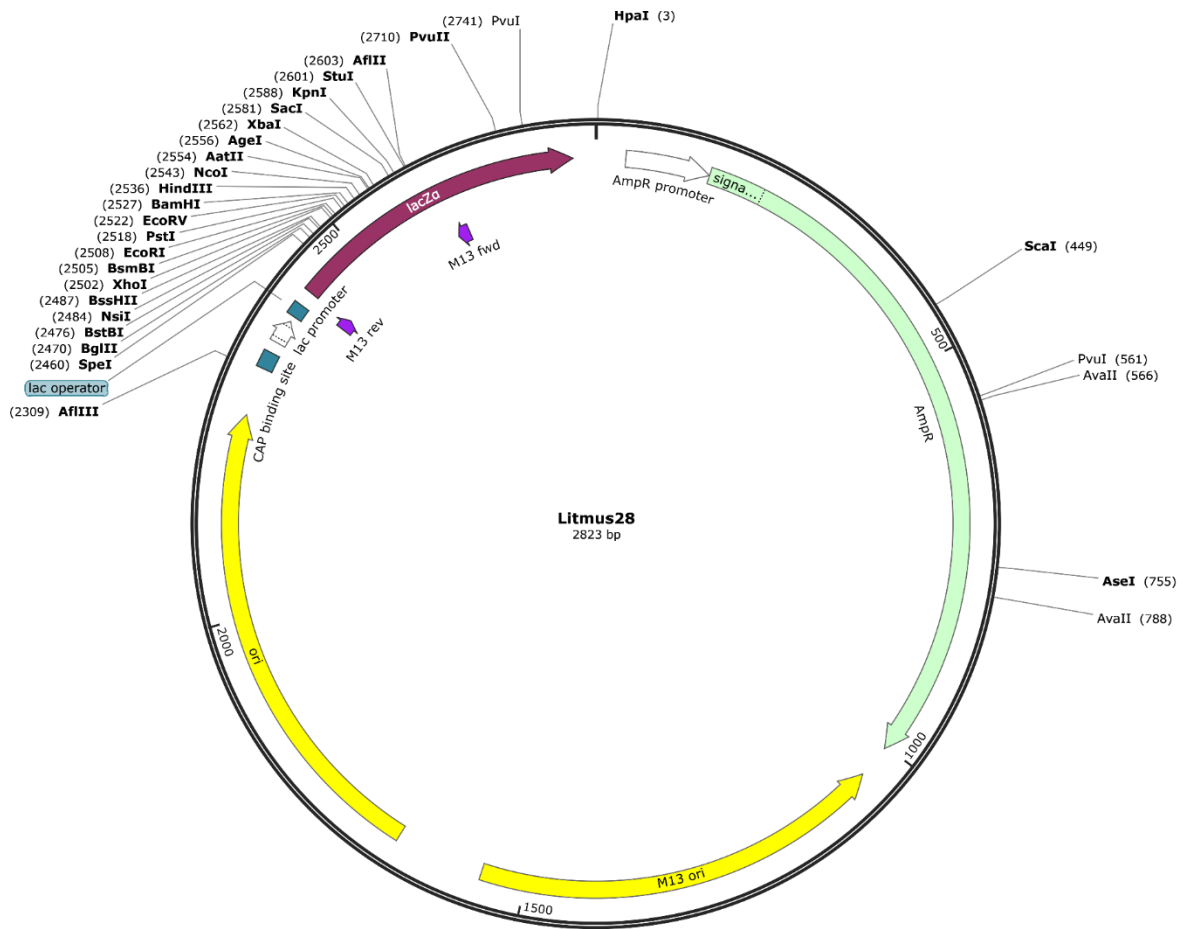 (2741) PvuI
(2710) PvuII
(2603) AflII
(2601) StuI
(2588) KpnI
(2581) SacI
(2562) XbaI
(2556) AgeI
(2554) AatII
(2543) NcoI
(2536) HindIII
(2527) BamHI
(2522) EcoRV
(2518) PstI
(2508) EcoRI
(2505) BsmBI
(2502) XhoI
(2487) BssHII
(2484) NsiI
(2476) BstBI
(2470) BglII
(2460) SpeI
lac operator
(2309) AflIII
HpaI (3)
ScaI (449)
PvuI (561)
AvaII (566)
AseI (755)
AvaII (788)
AmpR promoter
signa...
AmpR
lacZα
M13 fwd
M13 rev
lac promoter
CAP binding site
ori
M13 ori
500
1000
1500
2000
2500
Litmus28
2823 bp